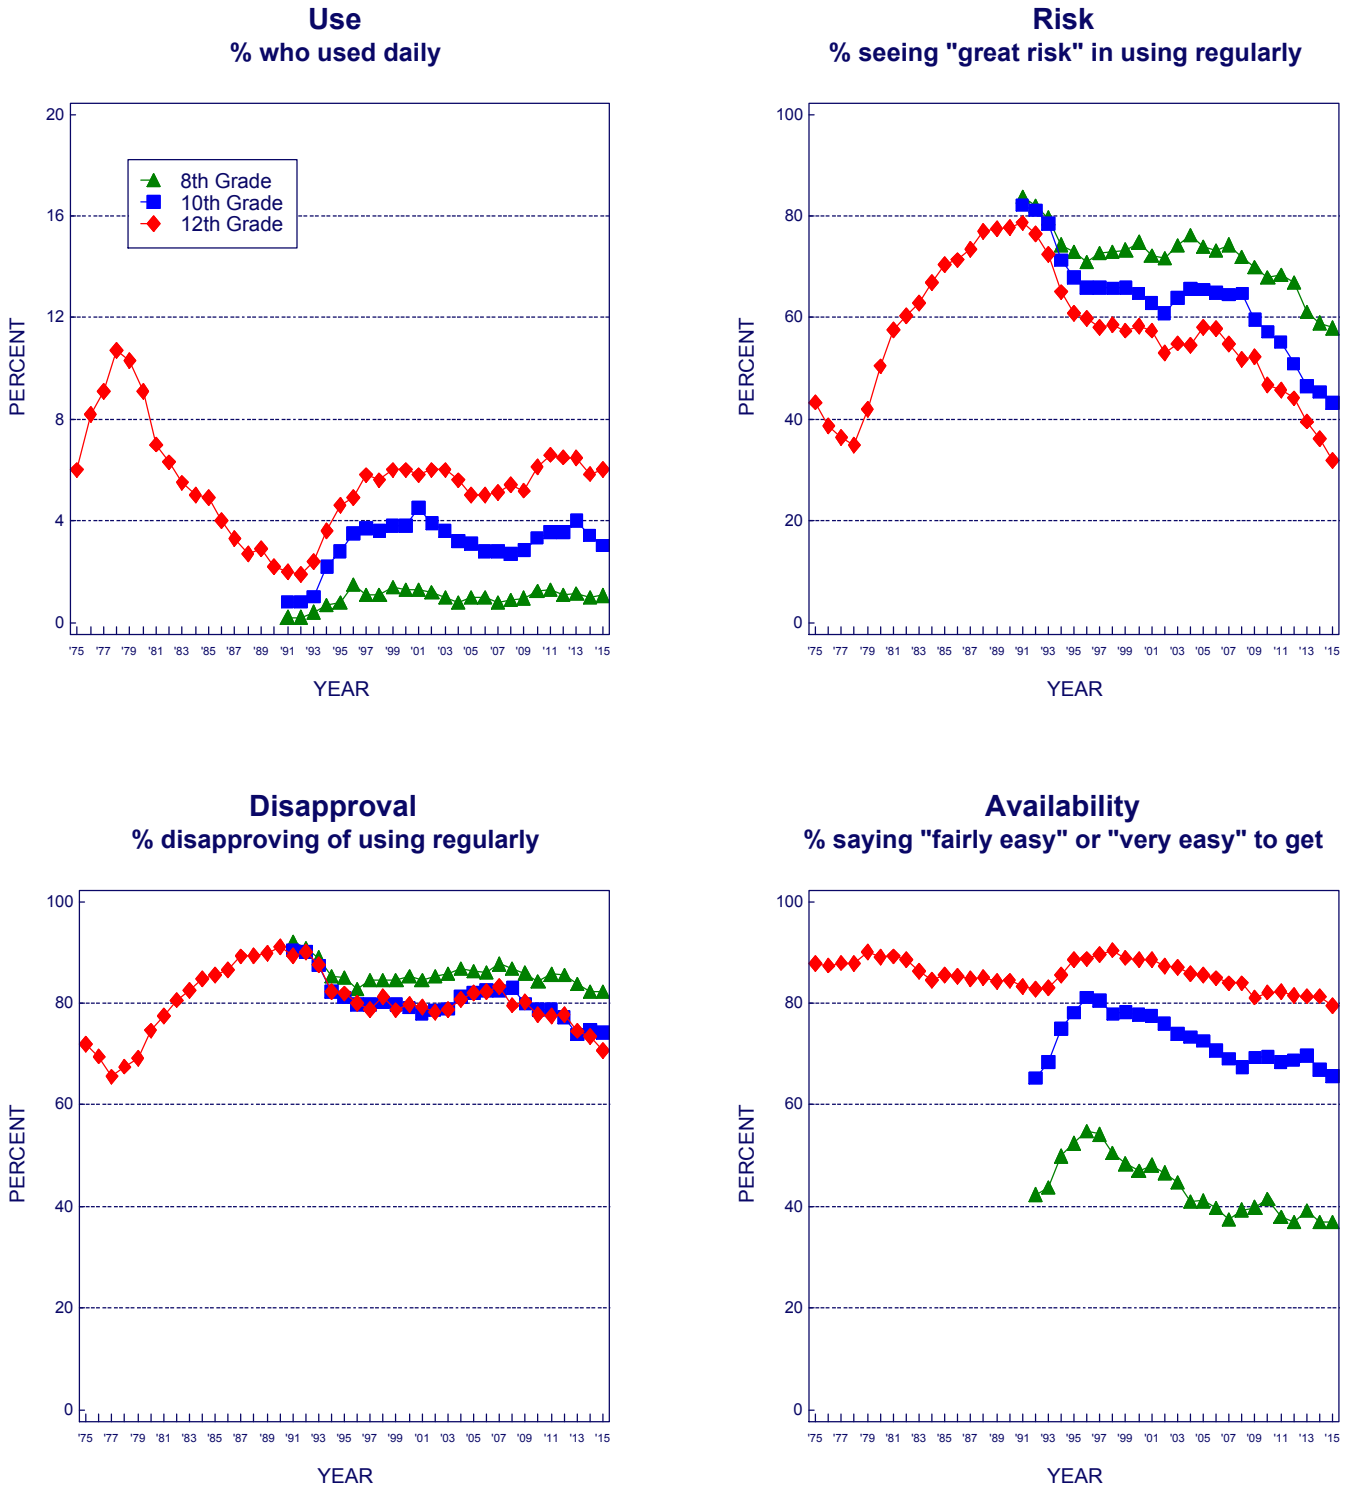 Use
% who used daily
20
16
12
8
4
0
PERCENT
8th Grade
10th Grade
12th Grade
'75 '77 '79 '81 '83 '85 '87 '89 '91 '93 '95 '97 '99 '01 '03 '05 '07 '09 '11 '13 '15
YEAR
Risk
% seeing "great risk" in using regularly
100
80
60
40
20
0
PERCENT
'75 '77 '79 '81 '83 '85 '87 '89 '91 '93 '95 '97 '99 '01 '03 '05 '07 '09 '11 '13 '15
YEAR
Disapproval
% disapproving of using regularly
100
80
60
40
20
0
PERCENT
'75 '77 '79 '81 '83 '85 '87 '89 '91 '93 '95 '97 '99 '01 '03 '05 '07 '09 '11 '13 '15
YEAR
Availability
% saying "fairly easy" or "very easy" to get
100
80
60
40
20
0
PERCENT
'75 '77 '79 '81 '83 '85 '87 '89 '91 '93 '95 '97 '99 '01 '03 '05 '07 '09 '11 '13 '15
YEAR